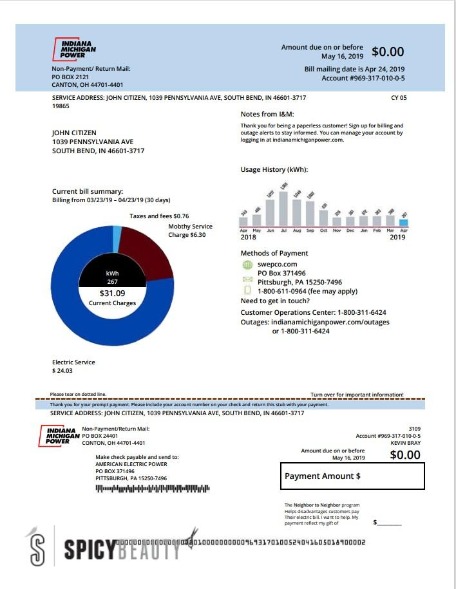 INDIANA
MICHIGAN
POWER
Non-Payment/ Return Mail:
PO BOX 2121
CANTON, OH 44701-4401
Amount due on or before
May 16, 2019 $0.00
Bill mailing date is Apr 24, 2019
Account #969-317-010-0-5
SERVICE ADDRESS: JOHN CITIZEN, 1039 PENNSYLVANIA AVE, SOUTH BEND, IN 46601-3717 CY 05
19865
JOHN CITIZEN
1039 PENNSYLVANIA AVE
SOUTH BEND, IN 46601-3717
Notes from I&M:
Thank you for being a paperless customer! Sign up for billing and
outage alerts to stay informed. You can manage your account by
logging in at indianamichiganpower.com.
Usage History (kWh):
Apr May Jun Jul Aug Sep Oct Nov Dec Jan Feb Mar Apr
2018 2019
Current bill summary:
Billing from 03/23/19 – 04/23/19 (30 days)
Taxes and fees $0.76
Mobthy Service
Charge $6.30
kWh
267
$31.09
Current Charges
Electric Service
$ 24.03
Methods of Payment
swepco.com
PO Box 371496
Pittsburgh, PA 15250-7496
1-800-611-0964 (fee may apply)
Need to get in touch?
Customer Operations Center: 1-800-311-6424
Outages: indianamichiganpower.com/outages
or 1-800-311-6424
Please tear on dotted line.
Turn over for important information!
Thank you for your prompt payment. Please include your account number on your check and return this stub with your payment.
SERVICE ADDRESS: JOHN CITIZEN, 1039 PENNSYLVANIA AVE, SOUTH BEND, IN 46601-3717
INDIANA
MICHIGAN
POWER
Non-Payment/Return Mail:
PO BOX 24401
CANTON, OH 44701-4401
3109
Account #969-317-010-0-5
KEVIN BRAY
Amount due on or before
May 16, 2019 $0.00
Make check payable and send to:
AMERICAN ELECTRIC POWER
PO BOX 371496
PITTSBURGH, PA 15250-7496
Payment Amount $
The Neighbor to Neighbor program
Helps disadvantages customers pay
Their electric bill. I want to help. My
payment reflect my gift of $
SPICYBEAUTY